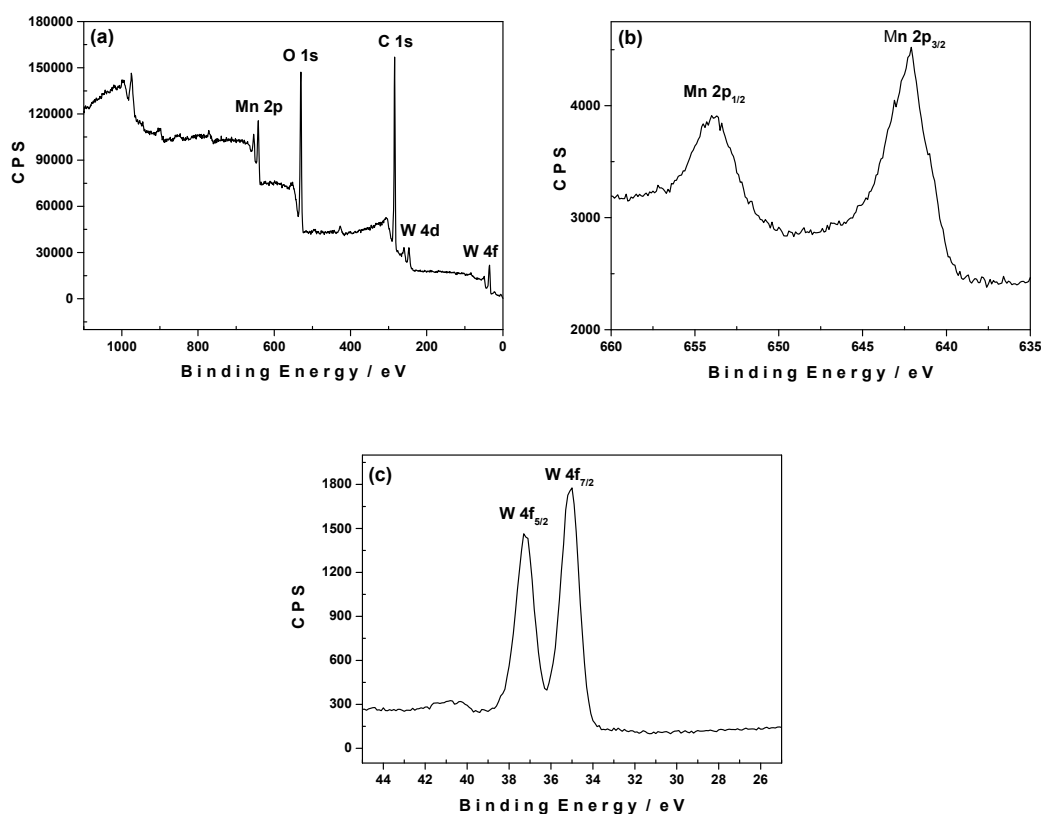 (a)
180000
150000
120000
90000
60000
30000
0
CPS
C 1s
O 1s
Mn 2p
W 4d
W 4f
1000 800 600 400 200 0
Binding Energy / eV
(b)
4000
3000
2000
CPS
Mn 2p3/2
Mn 2p1/2
660 655 650 645 640 635
Binding Energy / eV
(c)
1800
1500
1200
900
600
300
0
CPS
W 4f7/2
W 4f5/2
44 42 40 38 36 34 32 30 28 26
Binding Energy / eV